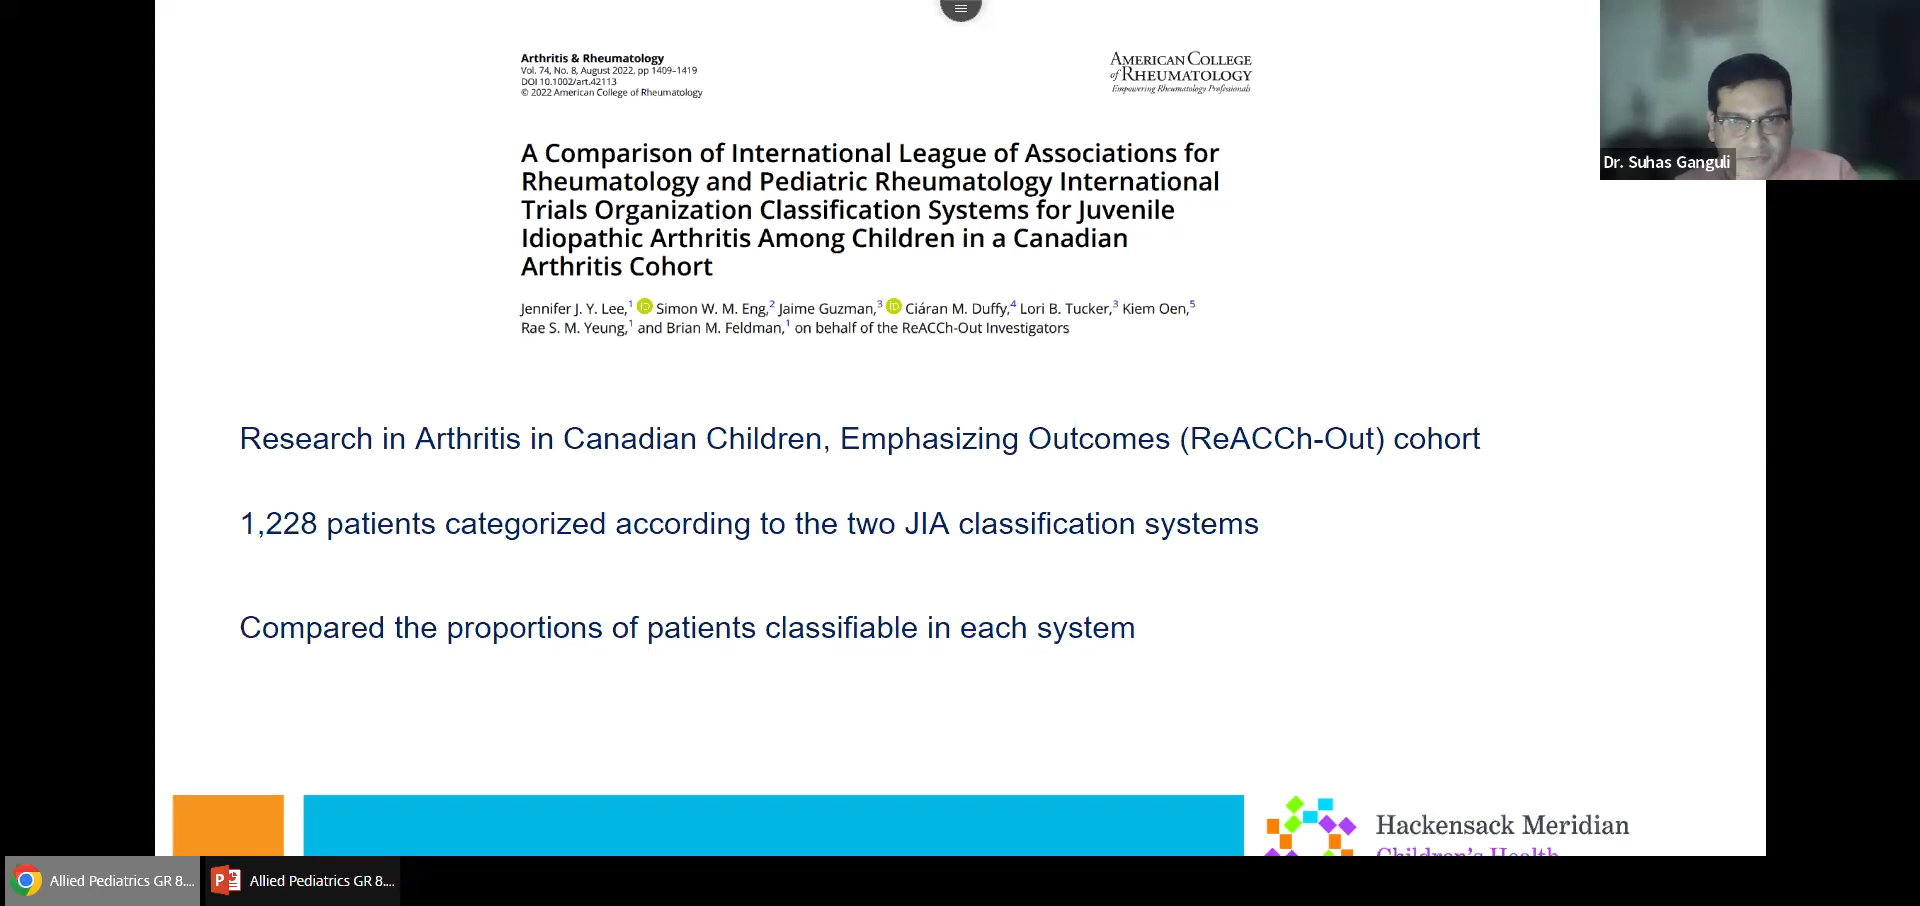 Arthritis & Rheumatology
Vol. 74, No. 8, August 2022, pp 1409–1419
DOI 10.1002/art.42113
© 2022 American College of Rheumatology
AMERICAN COLLEGE
of RHEUMATOLOGY
Empowering Rheumatology Professionals
Dr. Suhas Ganguli
A Comparison of International League of Associations for
Rheumatology and Pediatric Rheumatology International
Trials Organization Classification Systems for Juvenile
Idiopathic Arthritis Among Children in a Canadian
Arthritis Cohort
Jennifer J. Y. Lee,1 iD Simon W. M. Eng,2 Jaime Guzman,3 iD Ciáran M. Duffy,4 Lori B. Tucker,3 Kiem Oen,5
Rae S. M. Yeung,1 and Brian M. Feldman,1 on behalf of the ReACCh-Out Investigators
Research in Arthritis in Canadian Children, Emphasizing Outcomes (ReACCh-Out) cohort
1,228 patients categorized according to the two JIA classification systems
Compared the proportions of patients classifiable in each system
Hackensack Meridian
Children's Health
Allied Pediatrics GR 8....
Allied Pediatrics GR 8....